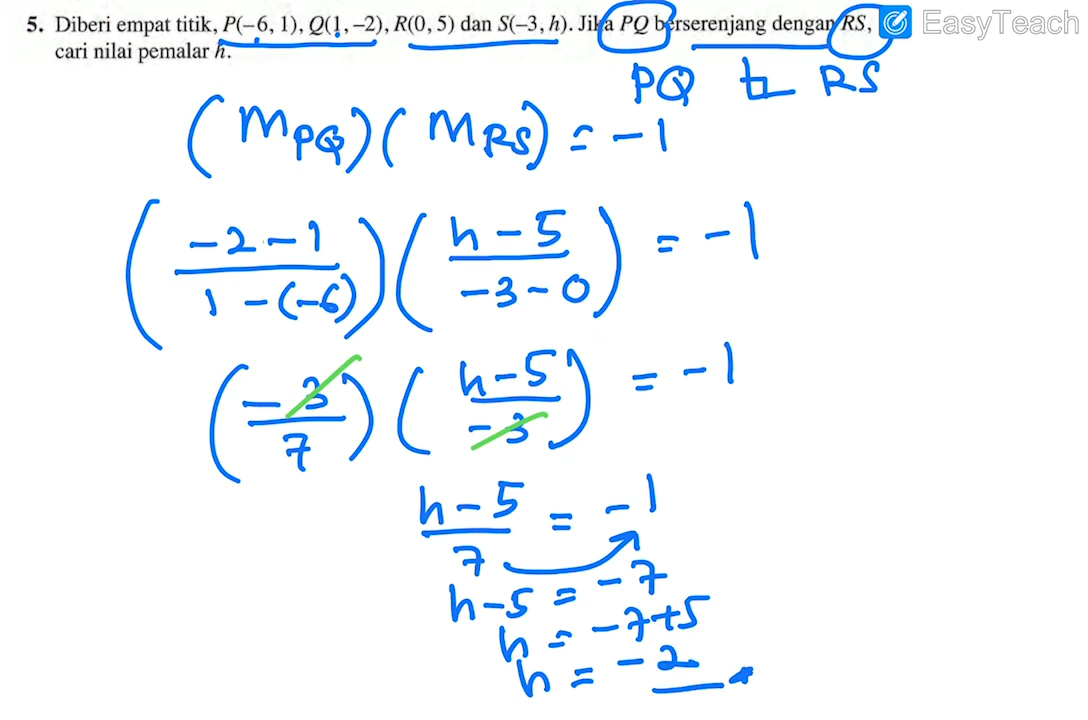 5. Diberi empat titik, P(–6, 1), Q(1, –2), R(0, 5) dan S(–3, h). Jika PQ berserenjang dengan RS,
EasyTeach
cari nilai pemalar h.
PQ ⊥ RS
(mPQ)(mRS) = -1
(-2-1 / 1-(-6))(h-5 / -3-0) = -1
(-3/7)(h-5 / -3) = -1
h-5 / 7 = -1
h-5 = -7
h = -7+5
h = -2